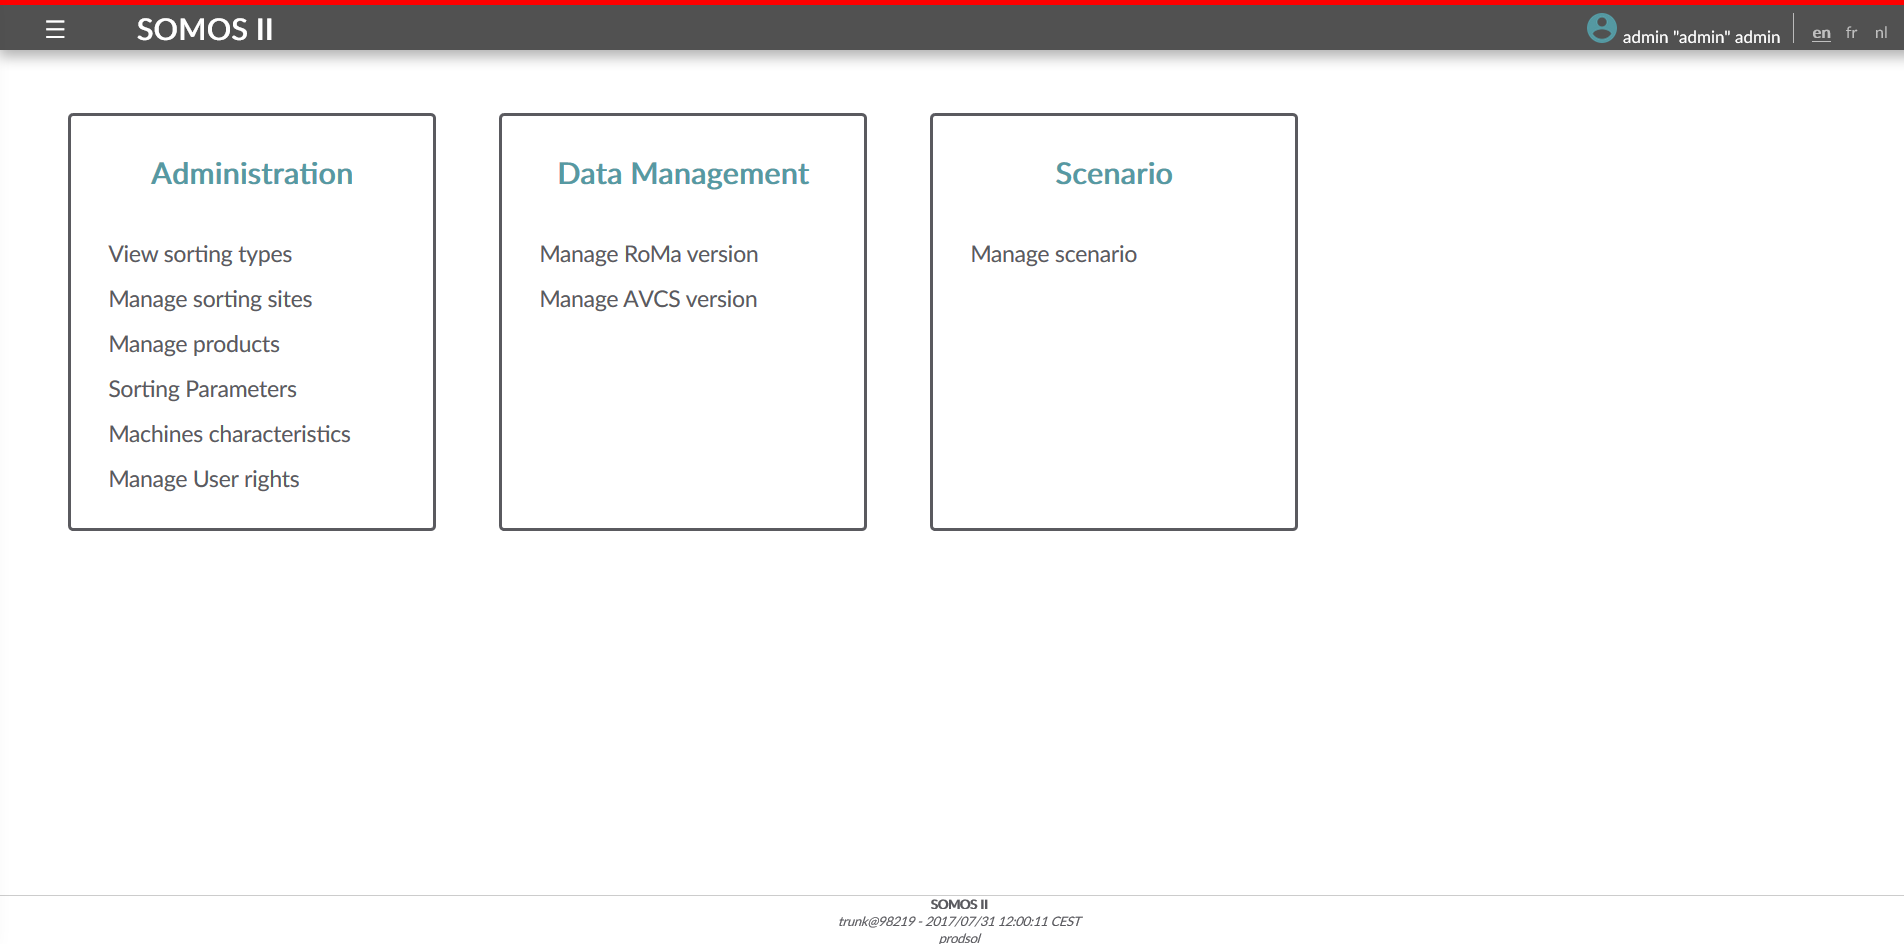 SOMOS II
admin "admin" admin
en fr nl
Administration
View sorting types
Manage sorting sites
Manage products
Sorting Parameters
Machines characteristics
Manage User rights
Data Management
Manage RoMa version
Manage AVCS version
Scenario
Manage scenario
SOMOS II
trunk@98219 - 2017/07/31 12:00:11 CEST
prodsol